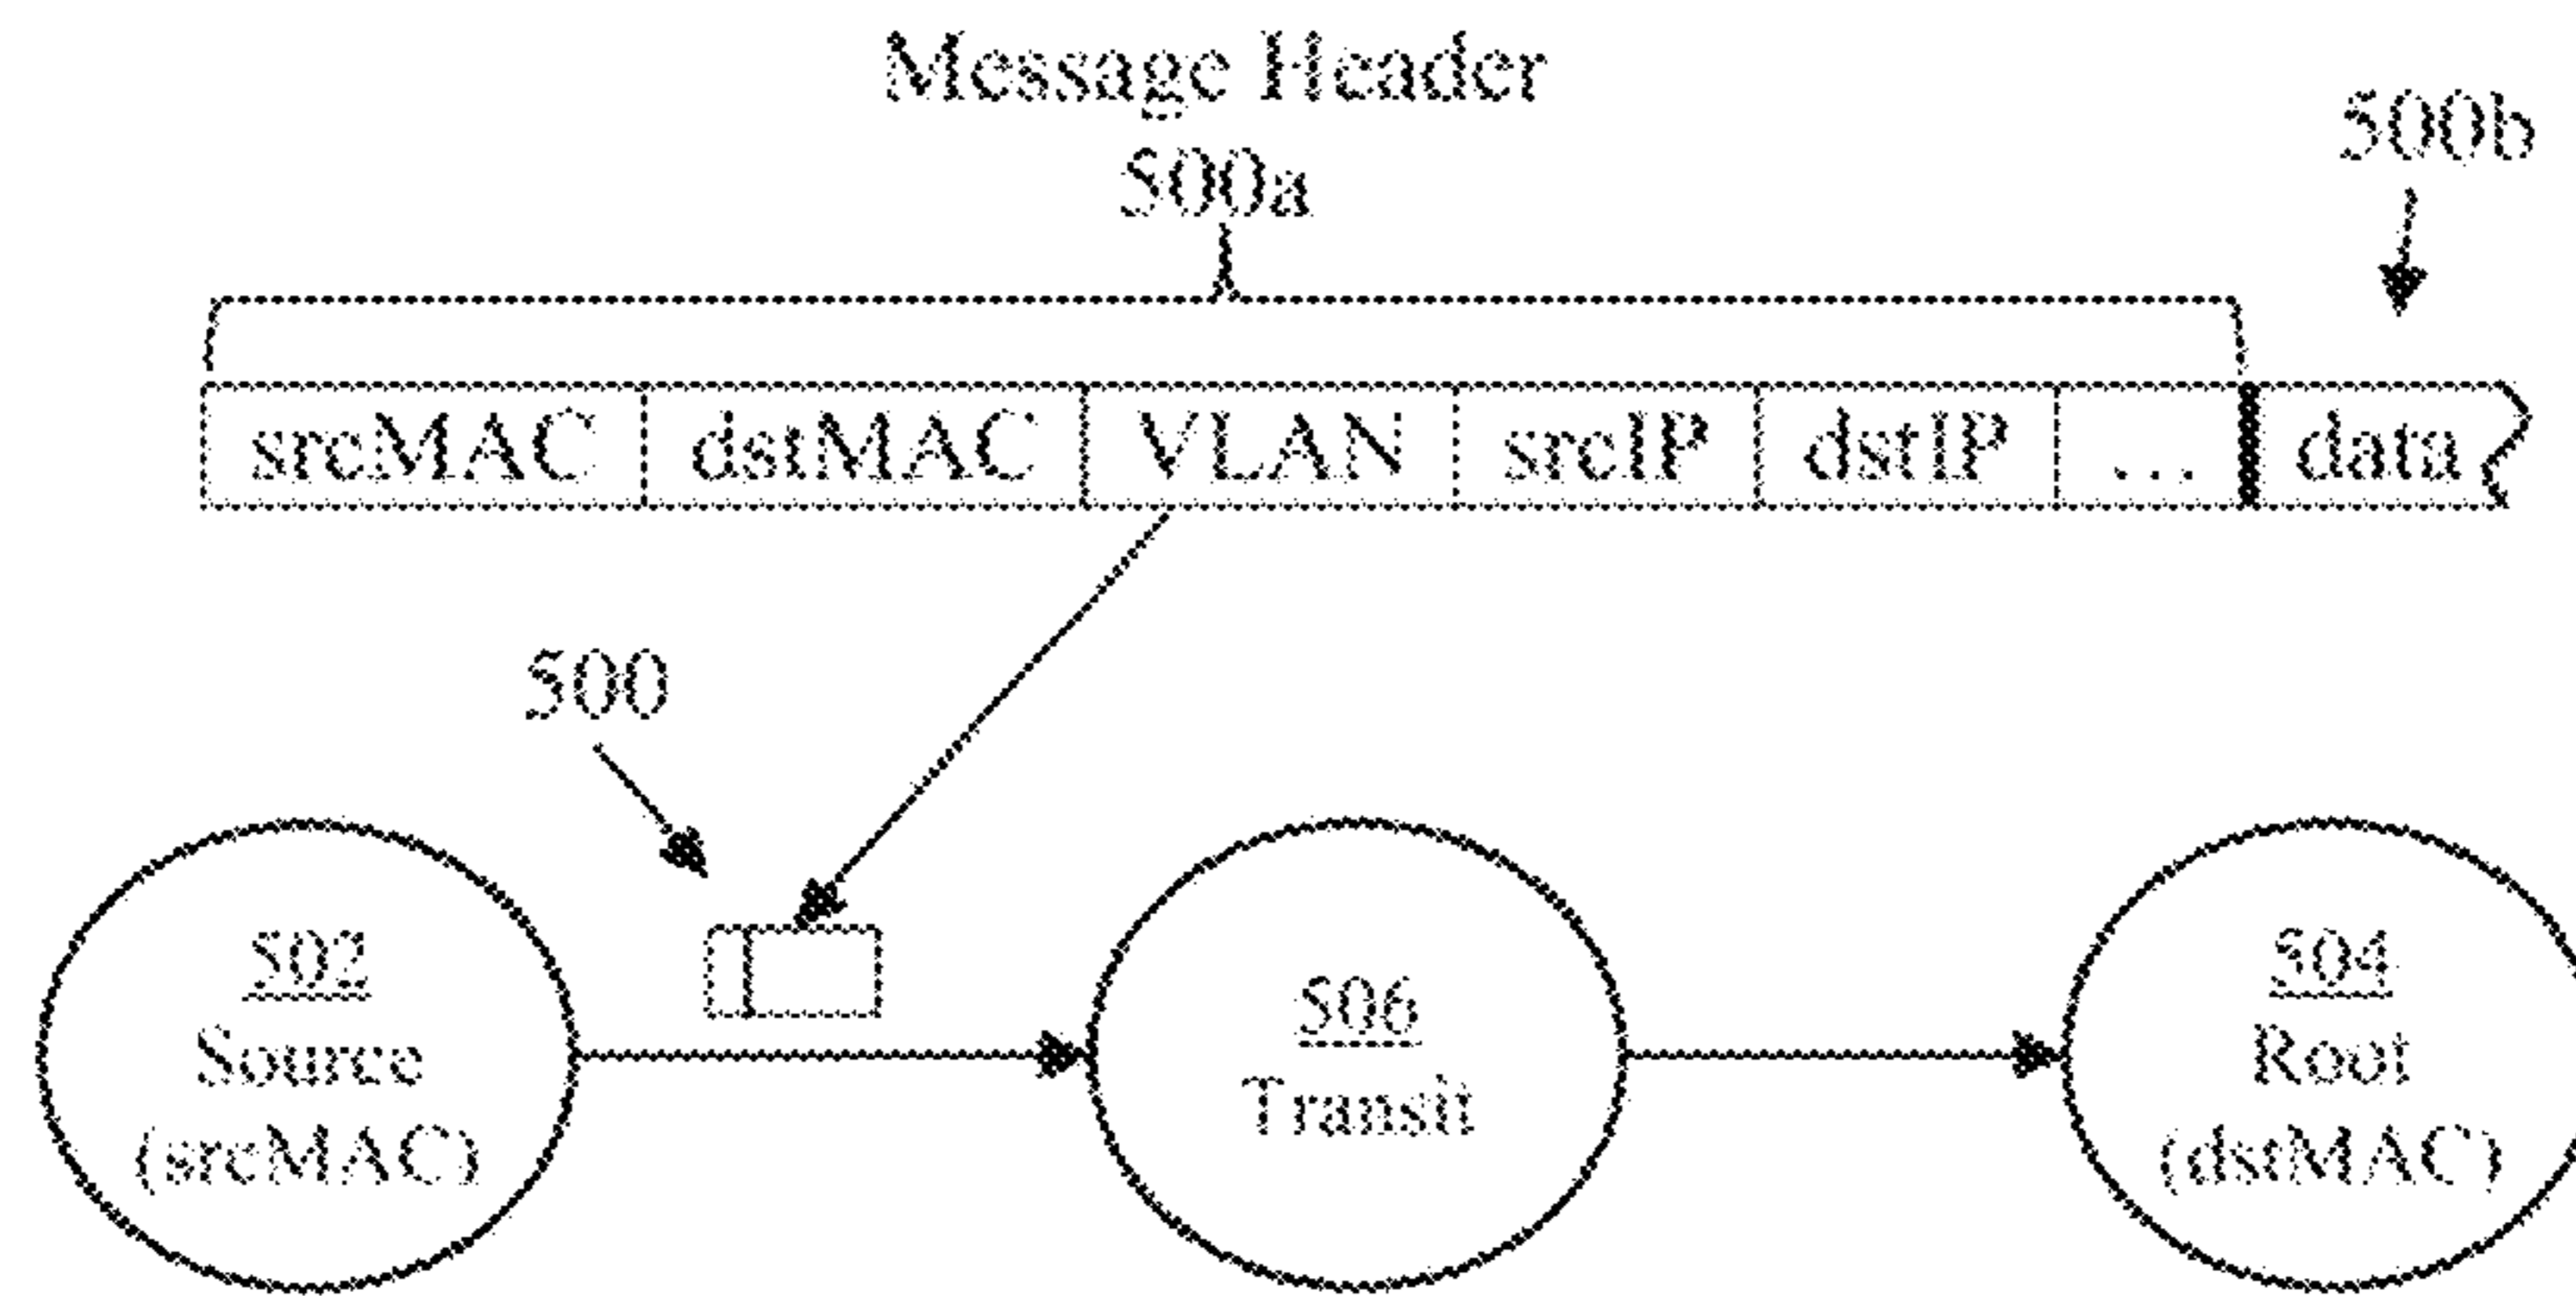 Message Header
500a
500b
srcMAC dstMAC VLAN srcIP dstIP ... data
500
502
Source
(srcMAC)
506
Transit
504
Root
(dstMAC)